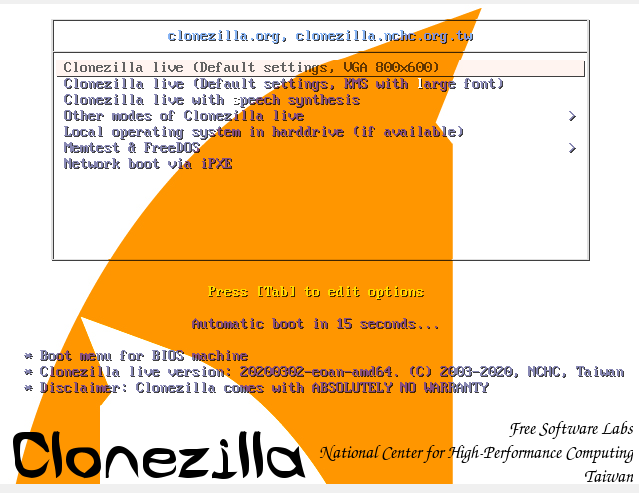 clonezilla.org, clonezilla.nchc.org.tw
Clonezilla live (Default settings, VGA 800x600)
Clonezilla live (Default settings, KMS with large font)
Clonezilla live with speech synthesis
Other modes of Clonezilla live >
Local operating system in harddrive (if available)
Memtest & FreeDOS >
Network boot via iPXE
Press [Tab] to edit options
Automatic boot in 15 seconds...
* Boot menu for BIOS machine
* Clonezilla live version: 20200302-eoan-amd64. (C) 2003-2020, NCHC, Taiwan
* Disclaimer: Clonezilla comes with ABSOLUTELY NO WARRANTY
Free Software Labs
Clonezilla
National Center for High-Performance Computing
Taiwan